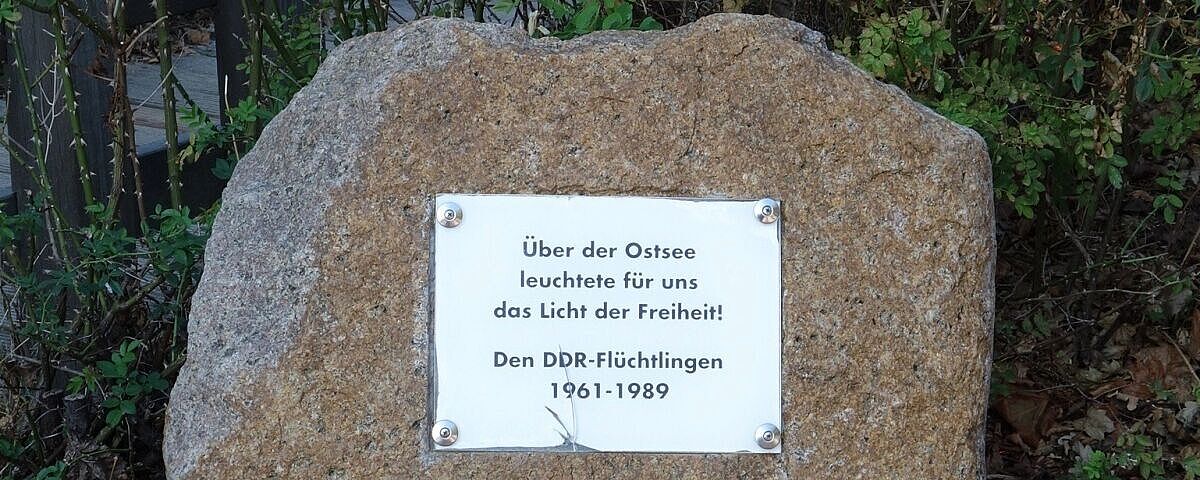 Über der Ostsee
leuchtete für uns
das Licht der Freiheit!
Den DDR-Flüchtlingen
1961-1989